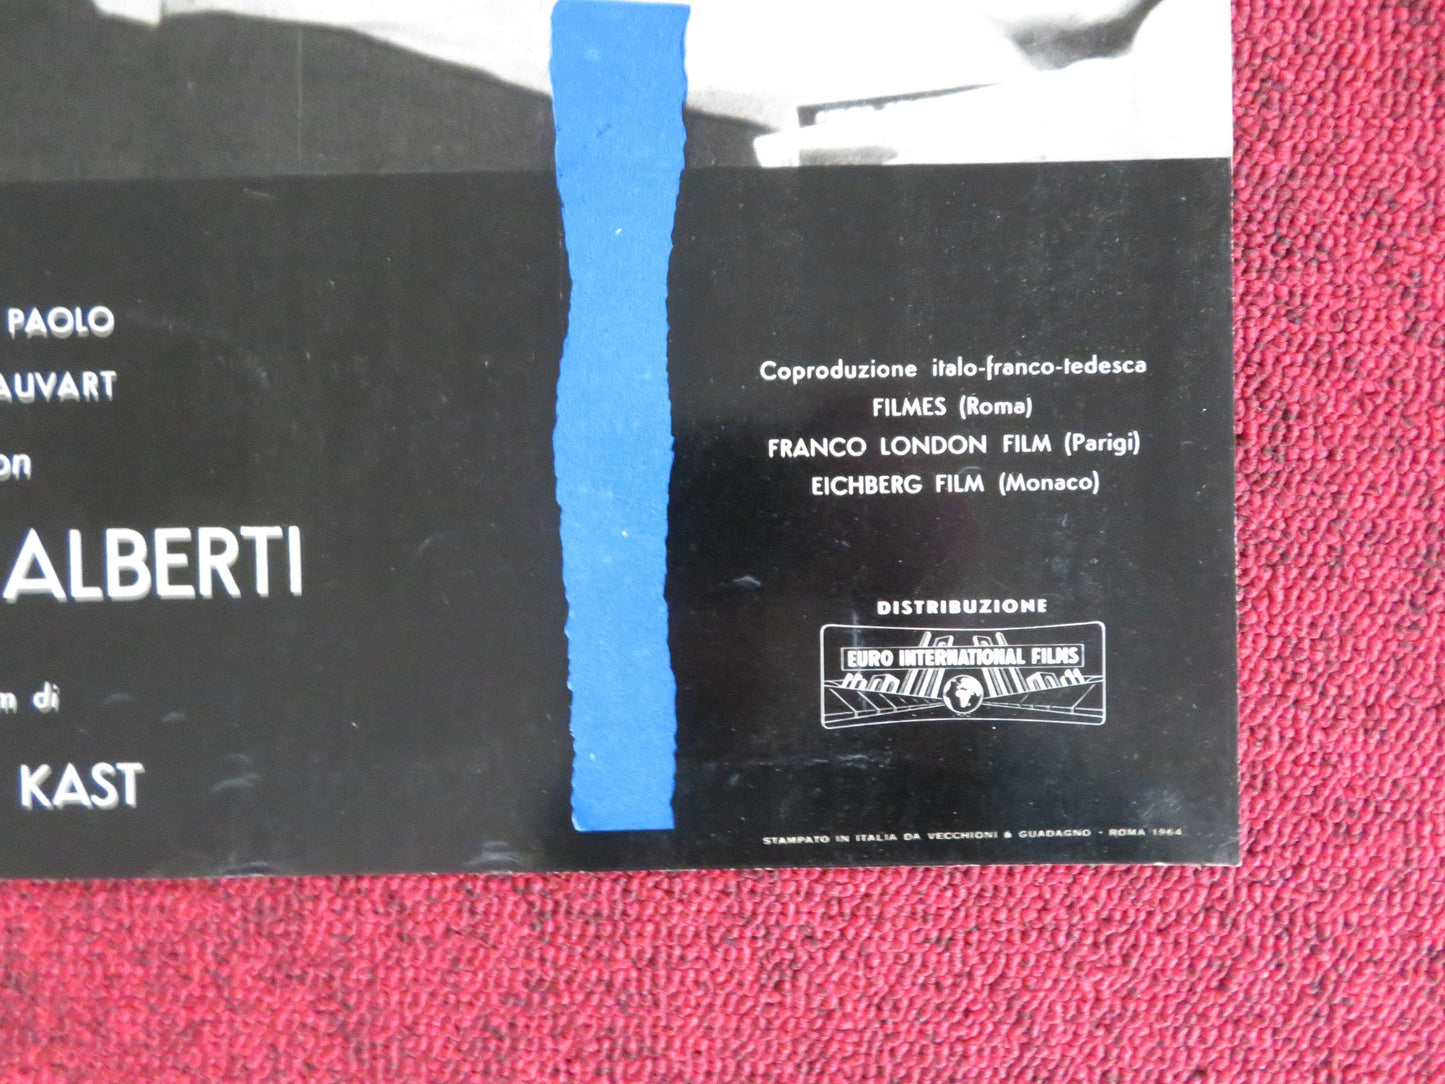 PAOLO
AUVART
on
ALBERTI
m di
KAST
Coproduzione italo-franco-tedesca
FILMES (Roma)
FRANCO LONDON FILM (Parigi)
EICHBERG FILM (Monaco)
DISTRIBUZIONE
EURO INTERNATIONAL FILMS
STAMPATO IN ITALIA DA VECCHIONI & GUADAGNO - ROMA 1964